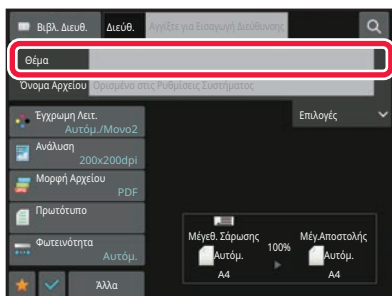 Βιβλ. Διευθ. Διεύθ. Αγγίξτε για Εισαγωγή Διεύθυνσης
Θέμα
Όνομα Αρχείου Ορισμένο στις Ρυθμίσεις Συστήματος
Έγχρωμη Λειτ.
Αυτόμ./Μονο2
Επιλογές
Ανάλυση
200x200dpi
Μορφή Αρχείου
PDF
Πρωτότυπο
Φωτεινότητα
Αυτόμ.
Άλλα
Μέγεθ. Σάρωσης
Αυτόμ.
A4
100%
Μέγ.Αποστολής
Αυτόμ.
A4